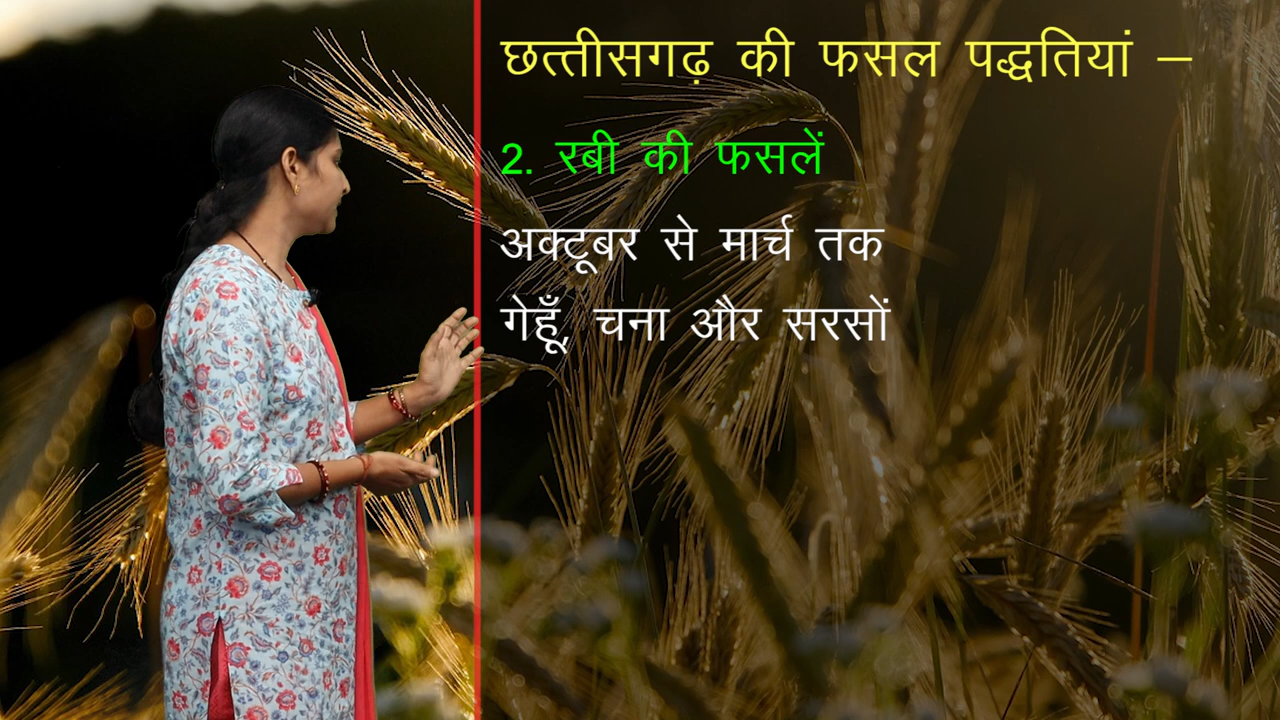 छत्तीसगढ़ की फसल पद्धतियां –
2. रबी की फसलें
अक्टूबर से मार्च तक
गेहूँ, चना और सरसों